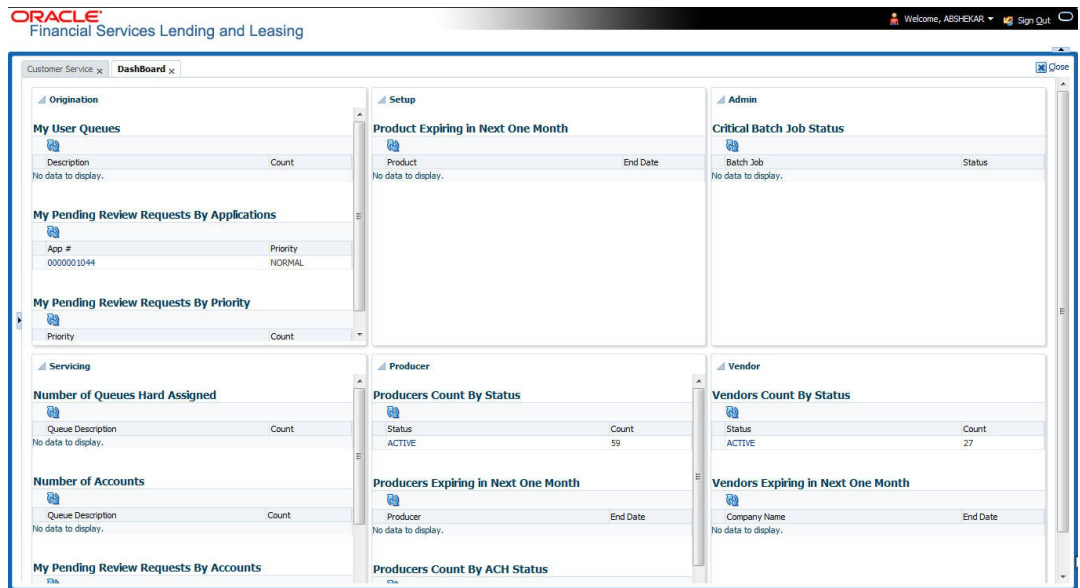 ORACLE
Financial Services Lending and Leasing
Welcome, ABSHEKAR
Sign Out
Customer Service
DashBoard
Close
Origination
My User Queues
Description Count
No data to display.
My Pending Review Requests By Applications
App # Priority
0000001044 NORMAL
My Pending Review Requests By Priority
Priority Count
Setup
Product Expiring in Next One Month
Product End Date
No data to display.
Admin
Critical Batch Job Status
Batch Job Status
No data to display.
Servicing
Number of Queues Hard Assigned
Queue Description Count
No data to display.
Number of Accounts
Queue Description Count
No data to display.
My Pending Review Requests By Accounts
Producer
Producers Count By Status
Status Count
ACTIVE 59
Producers Expiring in Next One Month
Producer End Date
No data to display.
Producers Count By ACH Status
Vendor
Vendors Count By Status
Status Count
ACTIVE 27
Vendors Expiring in Next One Month
Company Name End Date
No data to display.